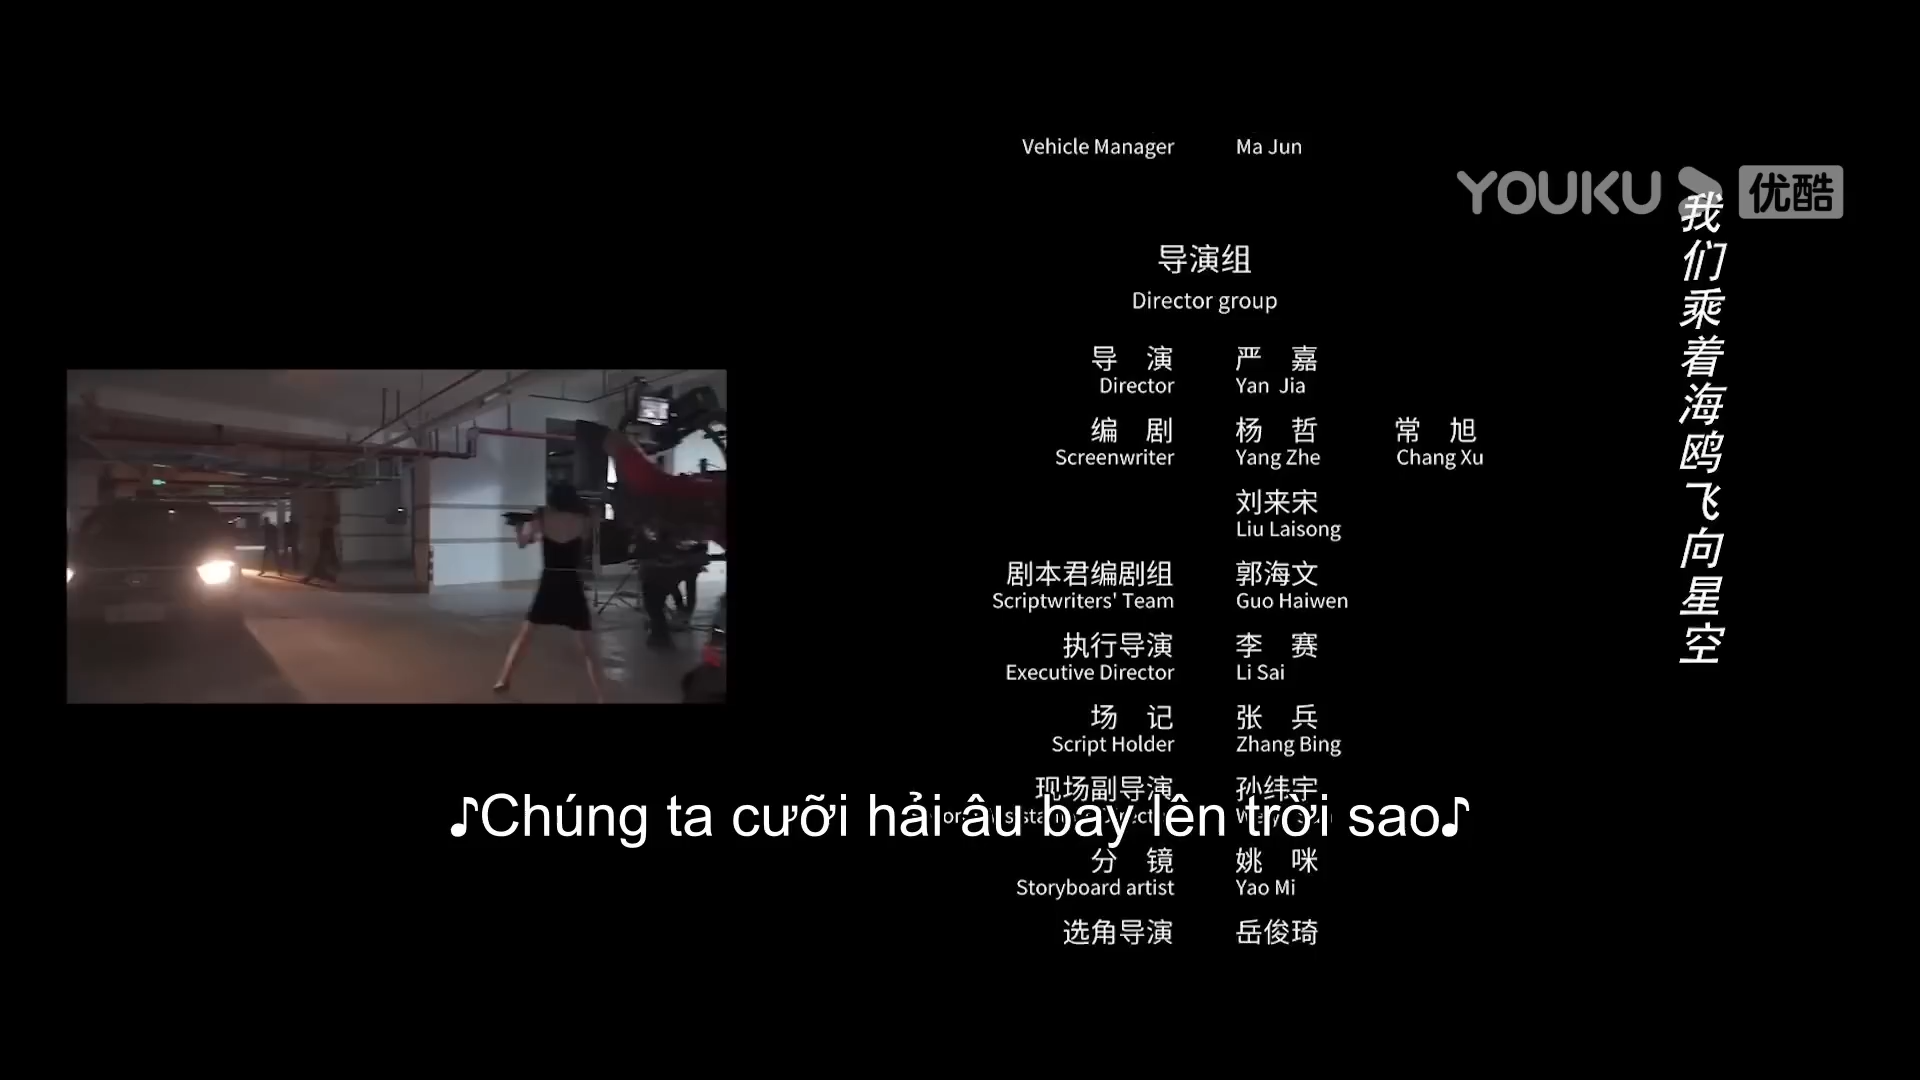 Vehicle Manager Ma Jun
YOUKU 优酷
我们乘着海鸥飞向星空
导演组
Director group
导 演 严 嘉
Director Yan Jia
编 剧 杨 哲 常 旭
Screenwriter Yang Zhe Chang Xu
刘来宋
Liu Laisong
剧本君编剧组 郭海文
Scriptwriters' Team Guo Haiwen
执行导演 李 赛
Executive Director Li Sai
场 记 张 兵
Script Holder Zhang Bing
现场副导演 孙纬宇
♪Chúng ta cưỡi hải âu bay lên trời sao♪
分 镜 姚 咪
Storyboard artist Yao Mi
选角导演 岳俊琦